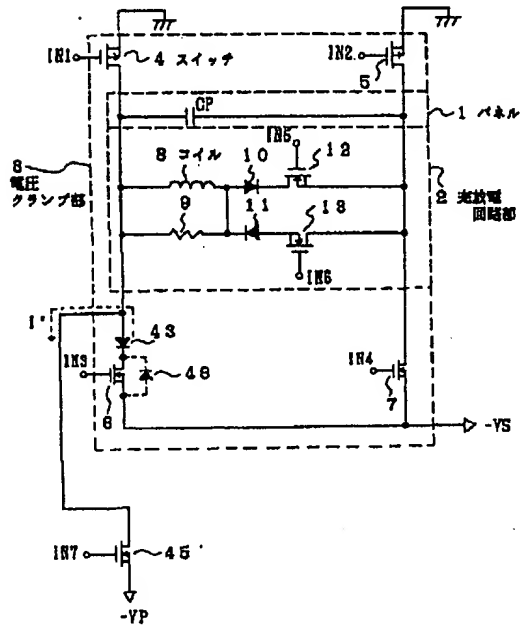 IN1
4 スイッチ
IN2
5
CP
1 パネル
IN5
8 コイル
10
12
8
電圧
クランプ部
2 充放電
回路部
9
11
13
IN6
I'
43
IN3
48
6
IN4
7
-VS
IN7
45
-VP